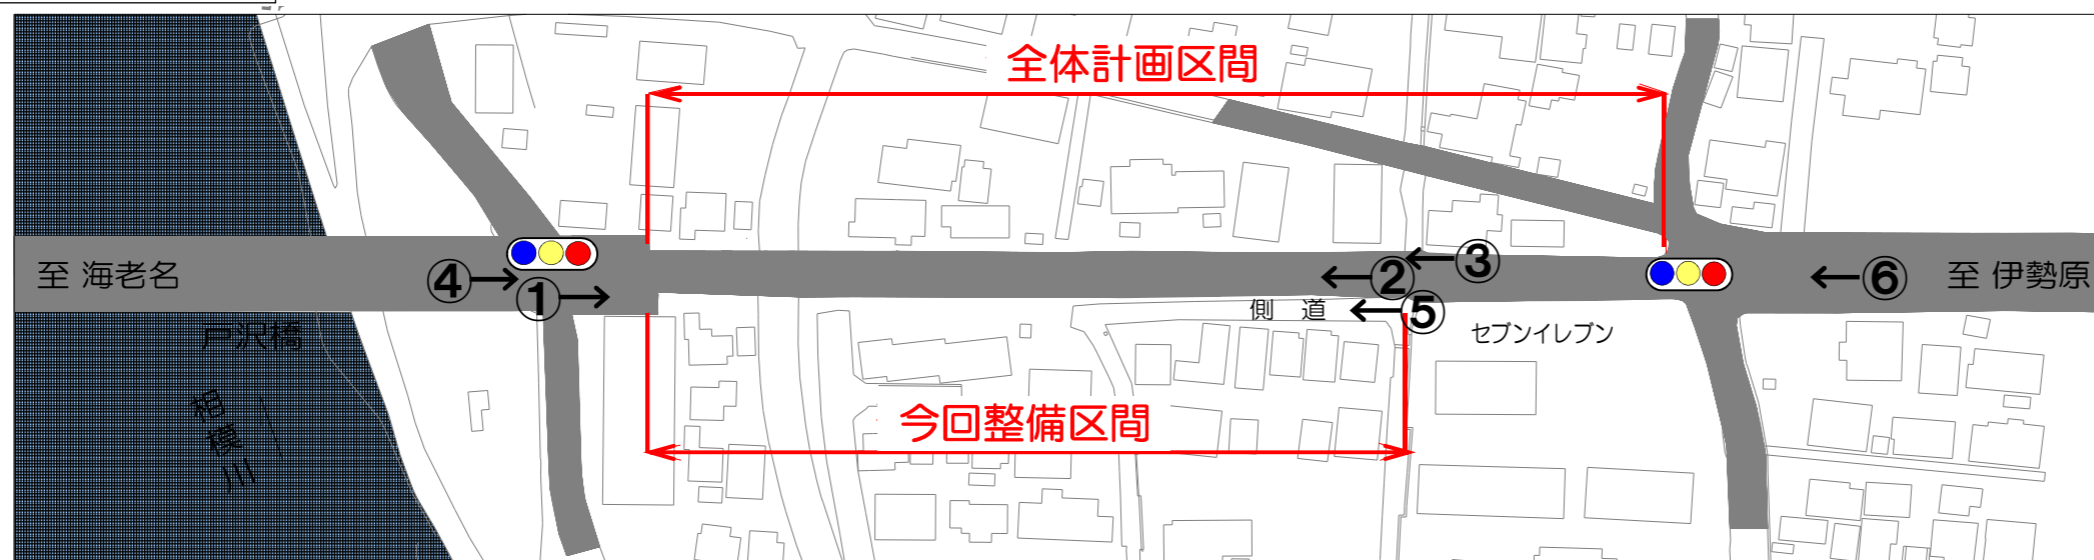 全体計画区間
至 海老名
④
①
②
③
⑥
至 伊勢原
側 道
⑤
セブンイレブン
戸沢橋
相模川
今回整備区間